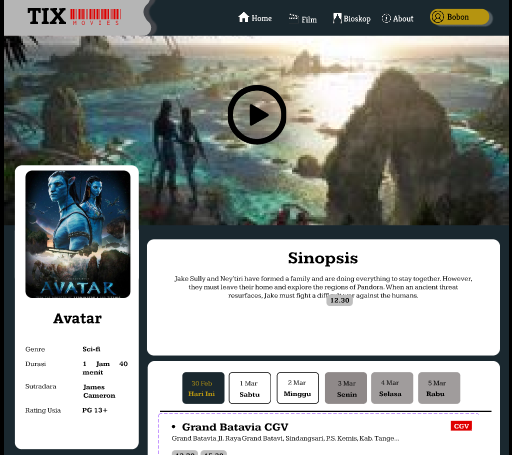 TIX
MOVIES
Home
Film
Bioskop
About
Bobon
AVATAR
Avatar
Genre Sci-fi
Durasi 1 Jam 40
menit
Sutradara James
Cameron
Rating Usia PG 13+
Sinopsis
Jake Sully and Ney'tiri have formed a family and are doing everything to stay together. However,
they must leave their home and explore the regions of Pandora. When an ancient threat
resurfaces, Jake must fight a difficult war against the humans.
12.30
30 Feb
Hari Ini
1 Mar
Sabtu
2 Mar
Minggu
3 Mar
Senin
4 Mar
Selasa
5 Mar
Rabu
• Grand Batavia CGV
CGV
Grand Batavia Jl. Raya Grand Batavi, Sindangsari, P.S. Kemis, Kab. Tange...